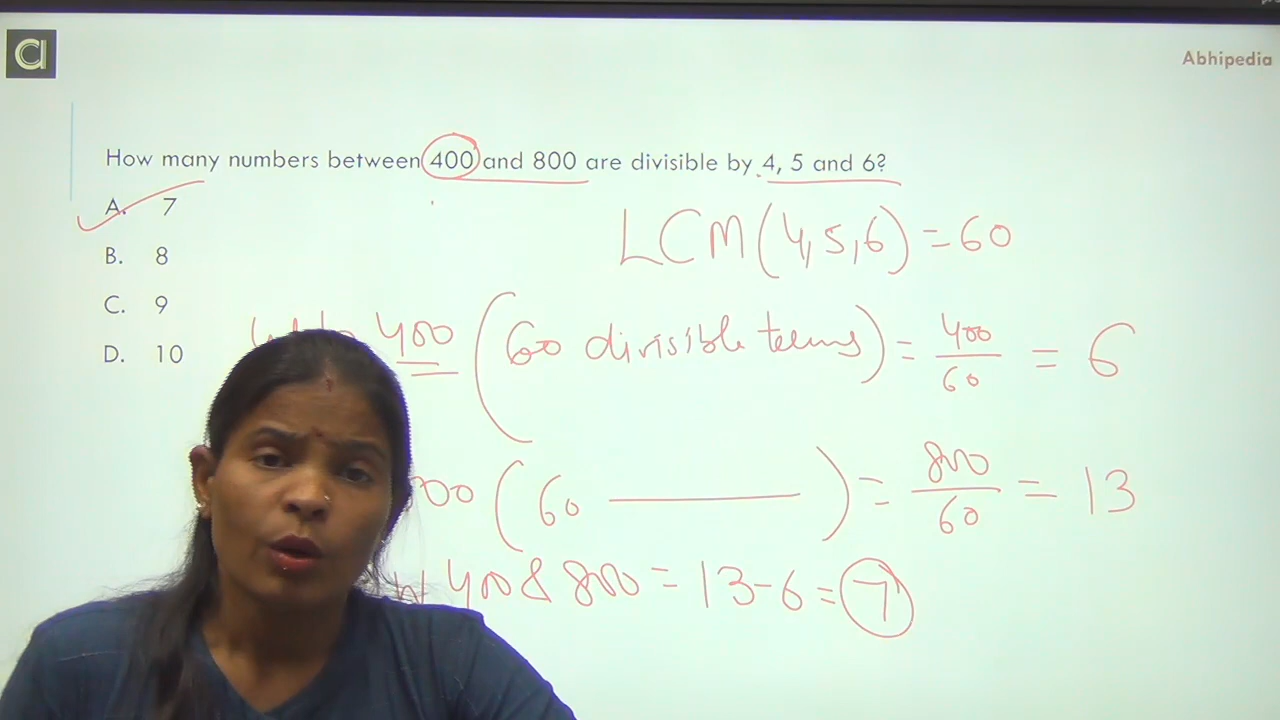 Abhipedia
How many numbers between 400 and 800 are divisible by 4, 5 and 6?
A. 7
B. 8
C. 9
D. 10
LCM(4,5,6) = 60
400 (60 divisible terms) = 400/60 = 6
(60 ———) = 800/60 = 13
400 & 800 = 13-6 = 7